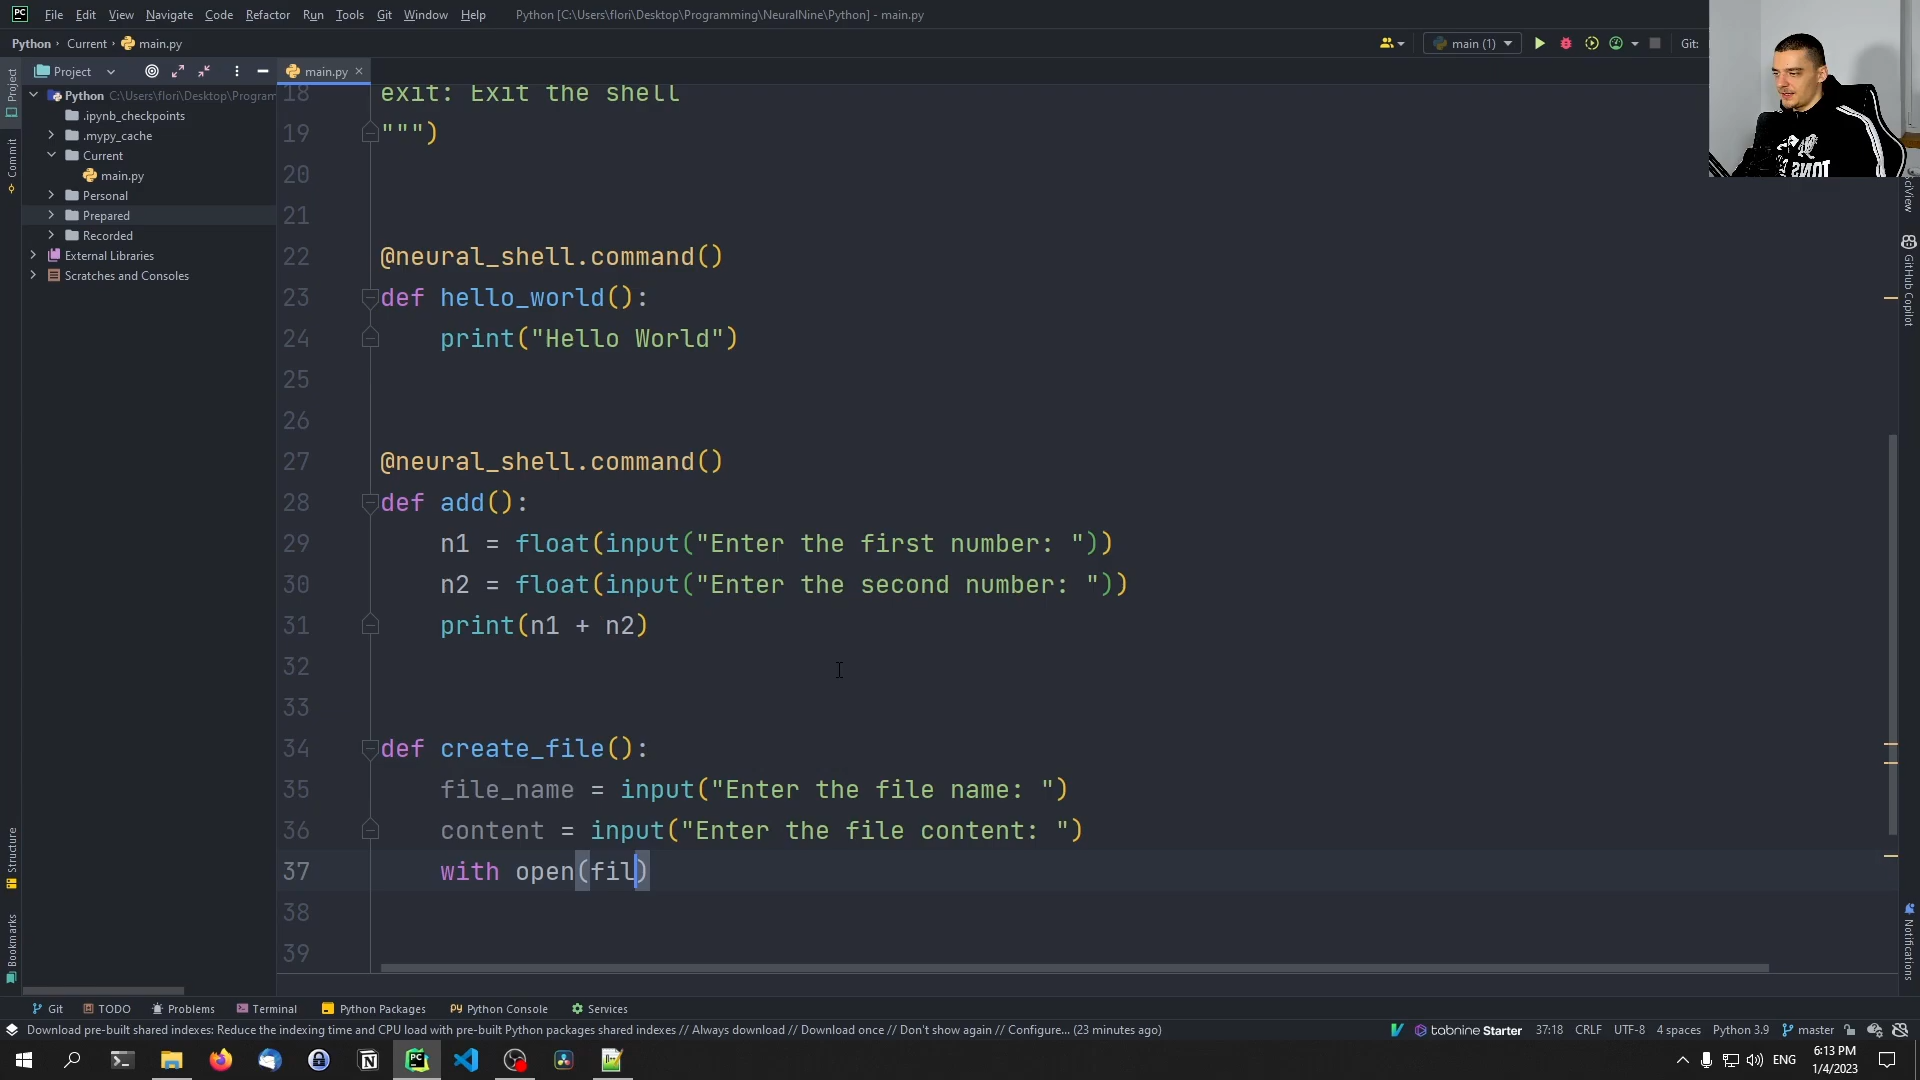 PC File Edit View Navigate Code Refactor Run Tools Git Window Help Python [C:\Users\flori\Desktop\Programming\NeuralNine\Python] - main.py
Python › Current › main.py main (1) Git:
Project main.py
Python C:\Users\flori\Desktop\Program
.ipynb_checkpoints
.mypy_cache
Current
main.py
Personal
Prepared
Recorded
External Libraries
Scratches and Consoles
Project
Commit
Structure
Bookmarks
18 exit: Exit the shell
19 """)
20
21
22 @neural_shell.command()
23 def hello_world():
24 print("Hello World")
25
26
27 @neural_shell.command()
28 def add():
29 n1 = float(input("Enter the first number: "))
30 n2 = float(input("Enter the second number: "))
31 print(n1 + n2)
32
33
34 def create_file():
35 file_name = input("Enter the file name: ")
36 content = input("Enter the file content: ")
37 with open(fil)
38
39
SciView
GitHub Copilot
Notifications
Git TODO Problems Terminal Python Packages Python Console Services
Download pre-built shared indexes: Reduce the indexing time and CPU load with pre-built Python packages shared indexes // Always download // Download once // Don't show again // Configure... (23 minutes ago) tabnine Starter 37:18 CRLF UTF-8 4 spaces Python 3.9 master
PC ENG 6:13 PM
1/4/2023